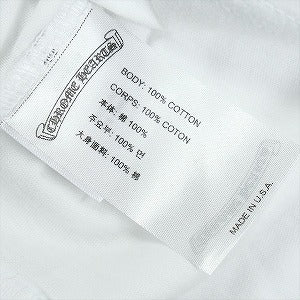 CHROME HEARTS
BODY: 100% COTTON
CORPS: 100% COTON
本体: 綿 100%
주요부: 100% 면
大身面料: 100% 棉
MADE IN U.S.A.